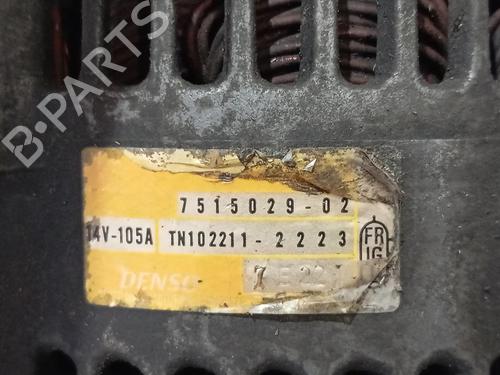 B-PARTS
7515029-02
14V-105A TN102211-2223
FR
IG
DENSO